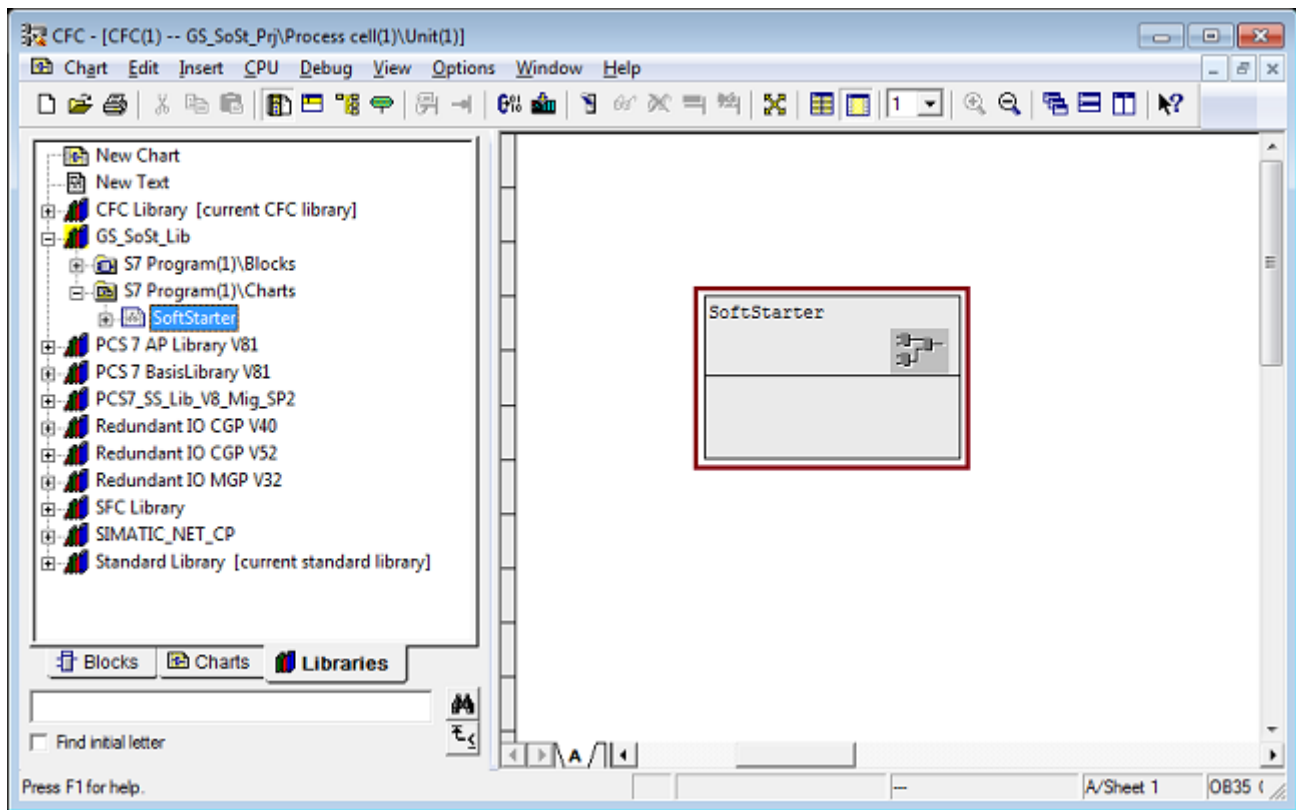 CFC - [CFC(1) -- GS_SoSt_Prj\Process cell(1)\Unit(1)]
Chart Edit Insert CPU Debug View Options Window Help
1
New Chart
New Text
CFC Library [current CFC library]
GS_SoSt_Lib
S7 Program(1)\Blocks
S7 Program(1)\Charts
SoftStarter
PCS 7 AP Library V81
PCS 7 BasisLibrary V81
PCS7_SS_Lib_V8_Mig_SP2
Redundant IO CGP V40
Redundant IO CGP V52
Redundant IO MGP V32
SFC Library
SIMATIC_NET_CP
Standard Library [current standard library]
Blocks Charts Libraries
Find initial letter
SoftStarter
A
Press F1 for help.
---
A/Sheet 1
OB35 (